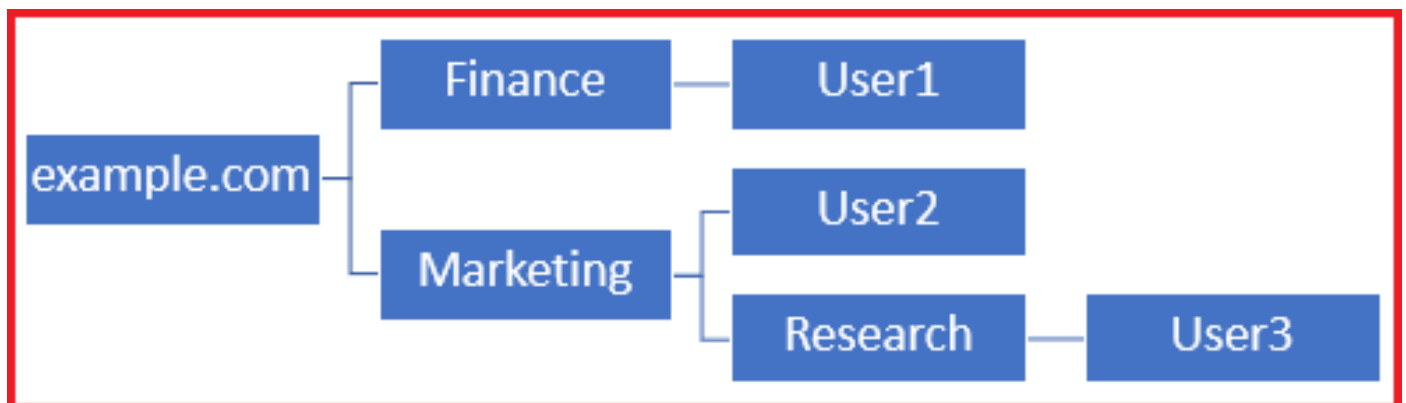 example.com
Finance
User1
Marketing
User2
Research
User3